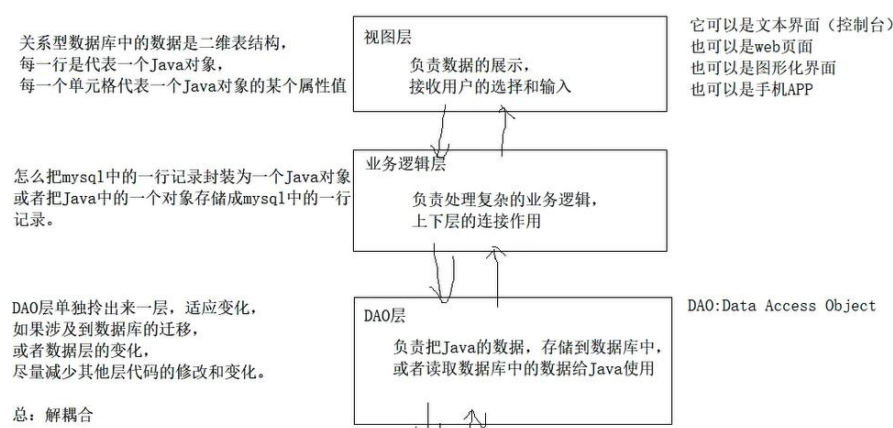 关系型数据库中的数据是二维表结构，
每一行是代表一个Java对象，
每一个单元格代表一个Java对象的某个属性值
视图层
负责数据的展示，
接收用户的选择和输入
它可以是文本界面（控制台）
也可以是web页面
也可以是图形化界面
也可以是手机APP
怎么把mysql中的一行记录封装为一个Java对象
或者把Java中的一个对象存储成mysql中的一行
记录。
业务逻辑层
负责处理复杂的业务逻辑，
上下层的连接作用
DAO层单独拎出来一层，适应变化，
如果涉及到数据库的迁移，
或者数据层的变化，
尽量减少其他层代码的修改和变化。
总：解耦合
DAO层
负责把Java的数据，存储到数据库中，
或者读取数据库中的数据给Java使用
DAO:Data Access Object